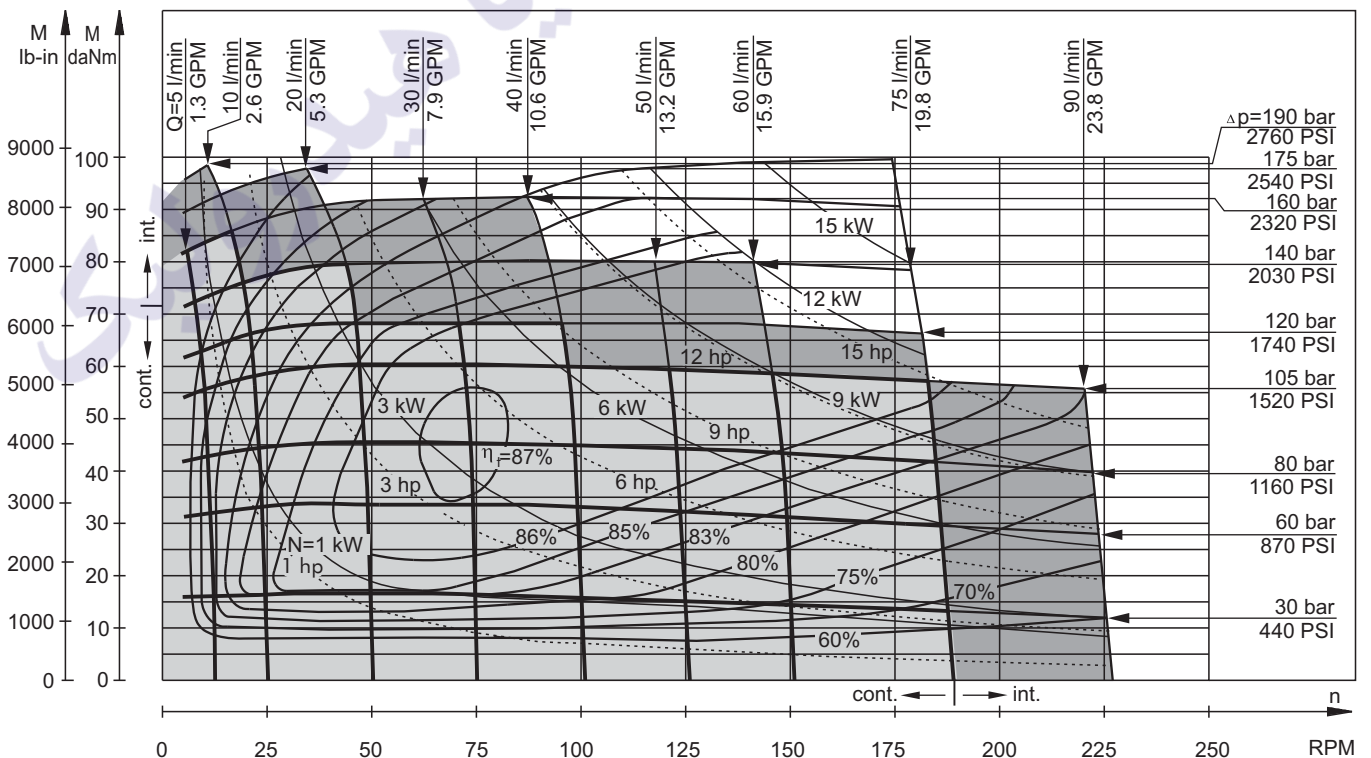 M
lb-in
M
daNm
Q=5 l/min
1.3 GPM
10 l/min
2.6 GPM
20 l/min
5.3 GPM
30 l/min
7.9 GPM
40 l/min
10.6 GPM
50 l/min
13.2 GPM
60 l/min
15.9 GPM
75 l/min
19.8 GPM
90 l/min
23.8 GPM
Δp=190 bar
2760 PSI
175 bar
2540 PSI
160 bar
2320 PSI
140 bar
2030 PSI
120 bar
1740 PSI
105 bar
1520 PSI
80 bar
1160 PSI
60 bar
870 PSI
30 bar
440 PSI
9000
8000
7000
6000
5000
4000
3000
2000
1000
0
100
90
80
70
60
50
40
30
20
10
0
int.
cont.
15 kW
12 kW
12 hp
15 hp
3 kW
6 kW
9 kW
9 hp
ηt=87%
3 hp
6 hp
N=1 kW
1 hp
86%
85%
83%
80%
75%
70%
60%
cont.
int.
n
0
25
50
75
100
125
150
175
200
225
250
RPM